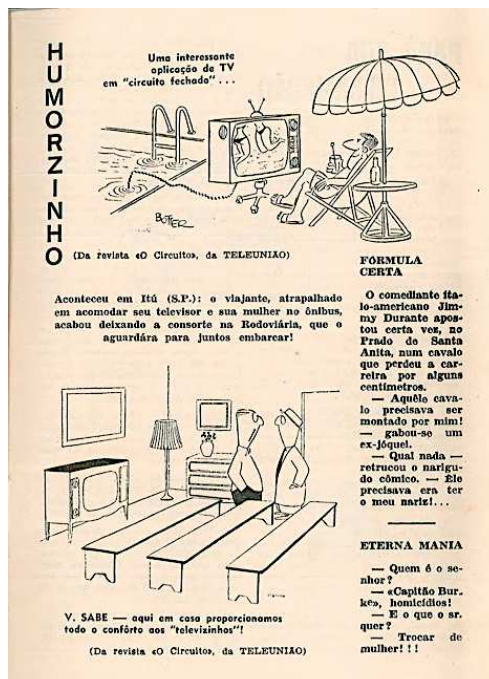 HUMORZINHO
Uma interessante
aplicação de TV
em "circuito fechado"...
BOTTER
(Da revista «O Circuito», da TELEUNIÃO)
Aconteceu em Itú (S.P.): o viajante, atrapalhado
em acomodar seu televisor e sua mulher no ônibus,
acabou deixando a consorte na Rodoviária, que o
aguardára para juntos embarcar!
V. SABE — aqui em casa proporcionamos
todo o confôrto aos "televizinhos"!
(Da revista «O Circuito», da TELEUNIÃO)
FÓRMULA
CERTA
O comediante íta-
lo-americano Jim-
my Durante apos-
tou certa vez, no
Prado de Santa
Anita, num cavalo
que perdeu a car-
reira por alguns
centímetros.
— Aquêle cava-
lo precisava ser
montado por mim!
— gabou-se um
ex-jóquei.
— Qual nada —
retrucou o narigu-
do cômico. — Êle
precisava era ter
o meu nariz!...
ETERNA MANIA
— Quem é o se-
nhor?
— «Capitão Bur-
ke», homicídios!
— E o que o sr.
quer?
— Trocar de
mulher! ! !